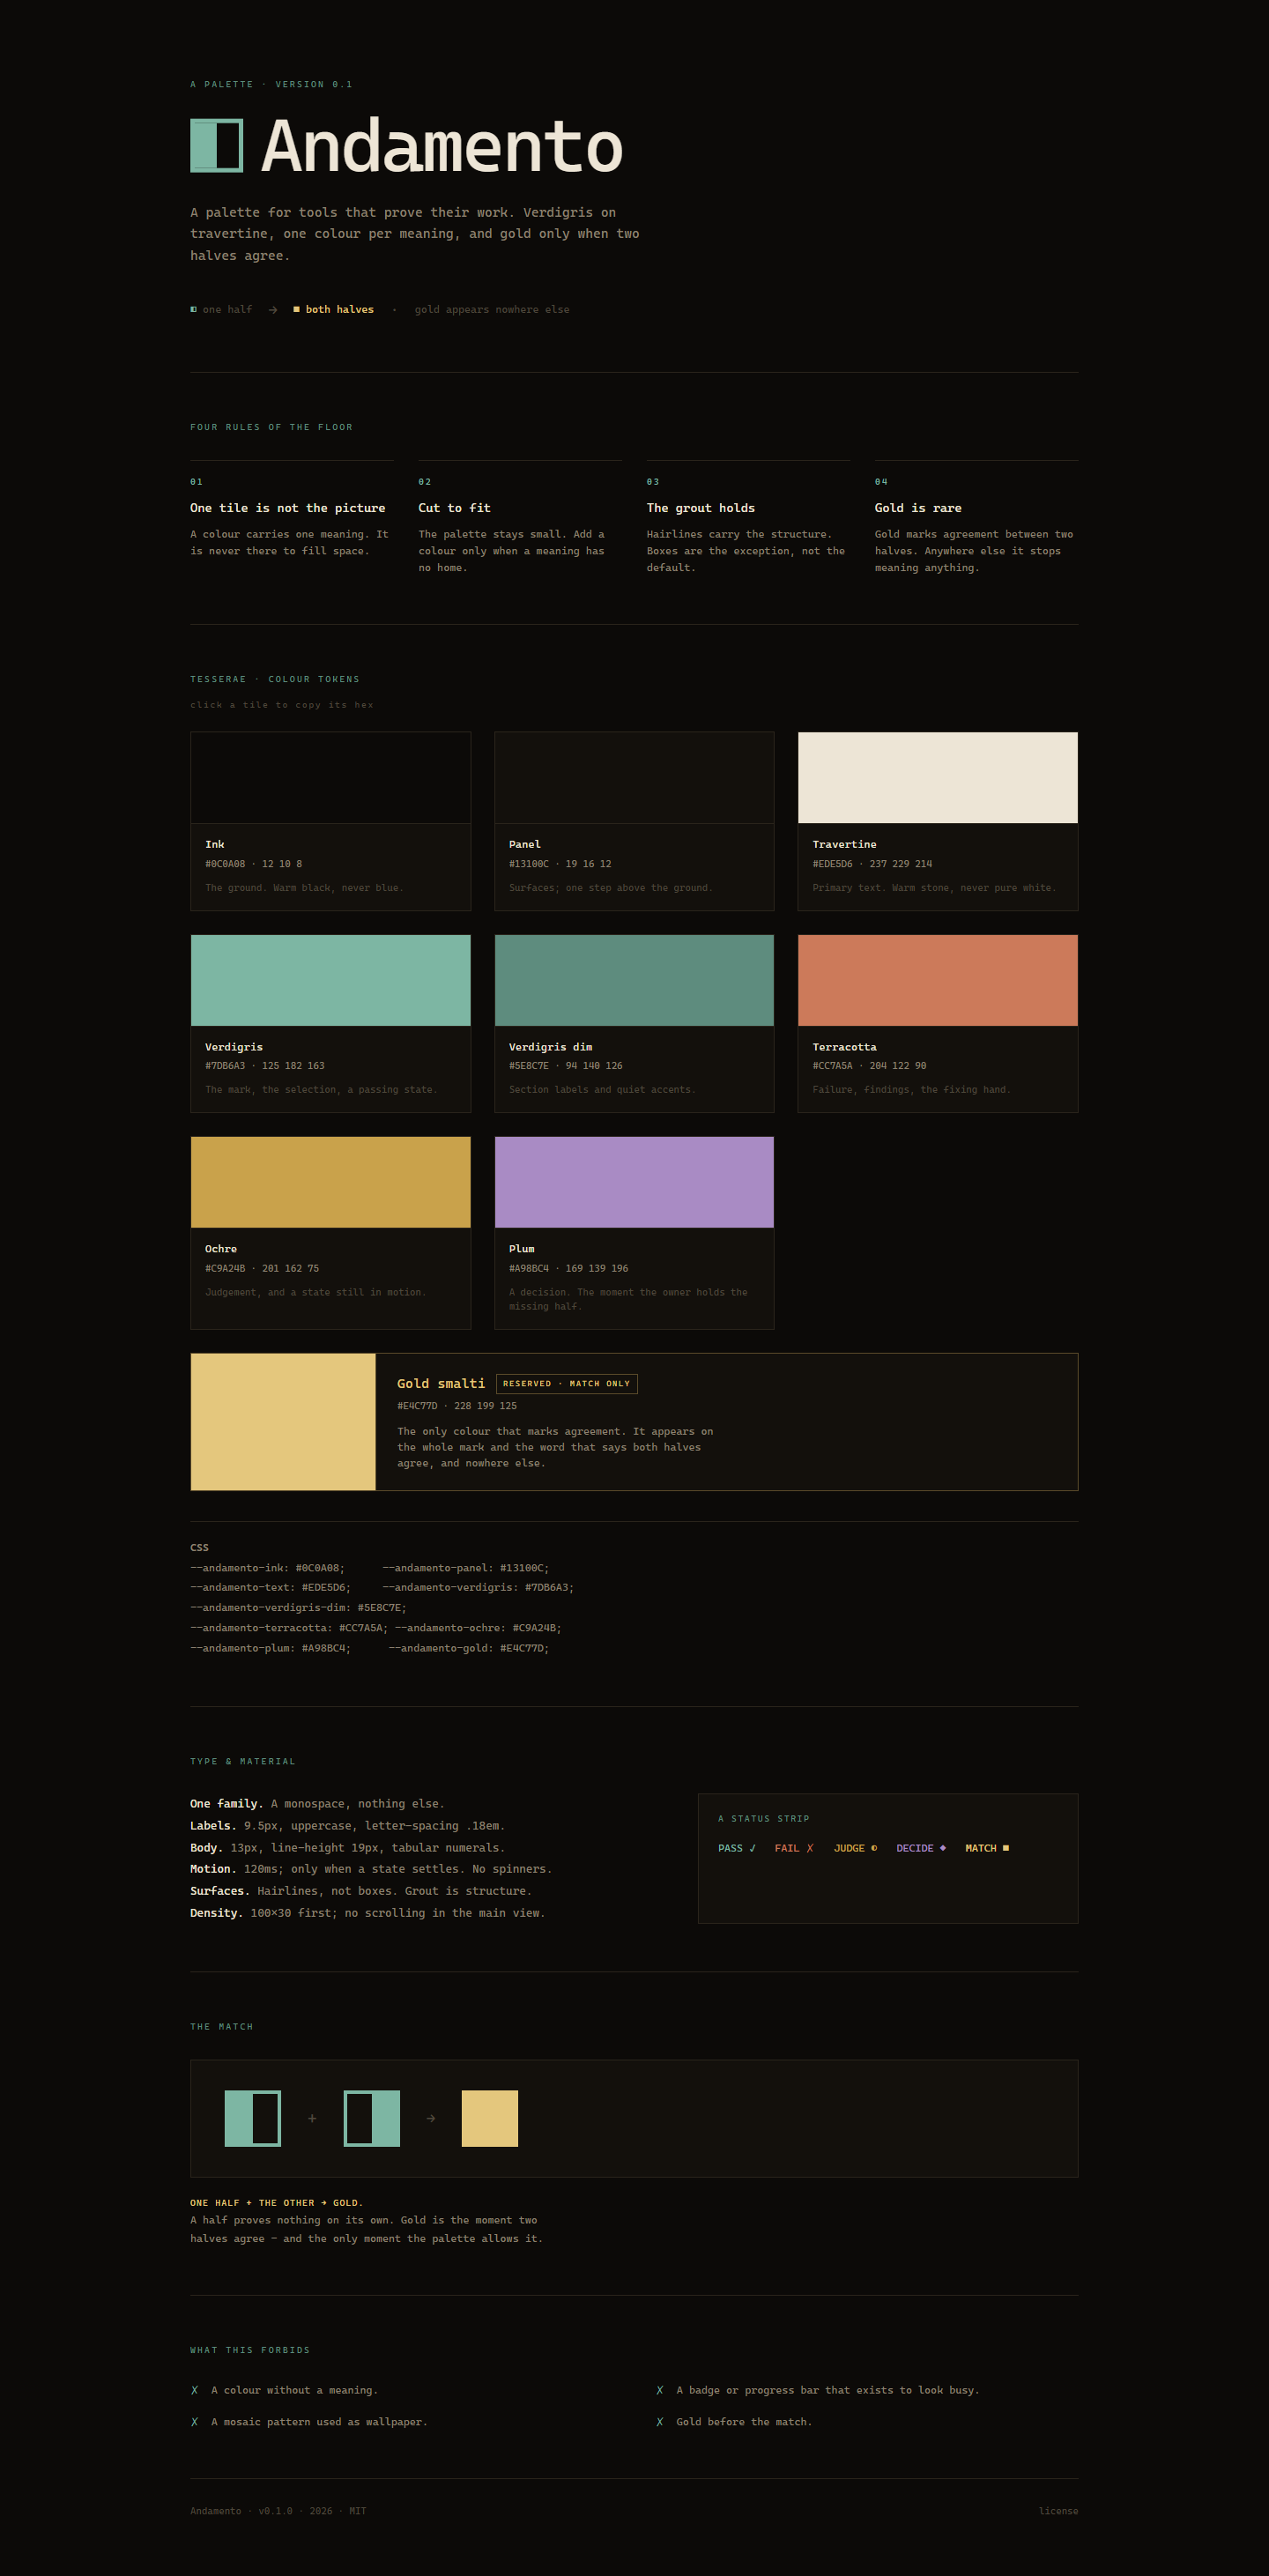 A PALETTE · VERSION 0.1
Andamento
A palette for tools that prove their work. Verdigris on
travertine, one colour per meaning, and gold only when two
halves agree.
◧ one half → ■ both halves · gold appears nowhere else
FOUR RULES OF THE FLOOR
01
One tile is not the picture
A colour carries one meaning. It
is never there to fill space.
02
Cut to fit
The palette stays small. Add a
colour only when a meaning has
no home.
03
The grout holds
Hairlines carry the structure.
Boxes are the exception, not the
default.
04
Gold is rare
Gold marks agreement between two
halves. Anywhere else it stops
meaning anything.
TESSERAE · COLOUR TOKENS
click a tile to copy its hex
Ink
#0C0A08 · 12 10 8
The ground. Warm black, never blue.
Panel
#13100C · 19 16 12
Surfaces; one step above the ground.
Travertine
#EDE5D6 · 237 229 214
Primary text. Warm stone, never pure white.
Verdigris
#7DB6A3 · 125 182 163
The mark, the selection, a passing state.
Verdigris dim
#5E8C7E · 94 140 126
Section labels and quiet accents.
Terracotta
#CC7A5A · 204 122 90
Failure, findings, the fixing hand.
Ochre
#C9A24B · 201 162 75
Judgement, and a state still in motion.
Plum
#A98BC4 · 169 139 196
A decision. The moment the owner holds the
missing half.
Gold smalti RESERVED · MATCH ONLY
#E4C77D · 228 199 125
The only colour that marks agreement. It appears on
the whole mark and the word that says both halves
agree, and nowhere else.
CSS
--andamento-ink: #0C0A08; --andamento-panel: #13100C;
--andamento-text: #EDE5D6; --andamento-verdigris: #7DB6A3;
--andamento-verdigris-dim: #5E8C7E;
--andamento-terracotta: #CC7A5A; --andamento-ochre: #C9A24B;
--andamento-plum: #A98BC4; --andamento-gold: #E4C77D;
TYPE & MATERIAL
One family. A monospace, nothing else.
Labels. 9.5px, uppercase, letter-spacing .18em.
Body. 13px, line-height 19px, tabular numerals.
Motion. 120ms; only when a state settles. No spinners.
Surfaces. Hairlines, not boxes. Grout is structure.
Density. 100×30 first; no scrolling in the main view.
A STATUS STRIP
PASS ✓ FAIL ✗ JUDGE ◐ DECIDE ◆ MATCH ■
THE MATCH
+ →
ONE HALF + THE OTHER → GOLD.
A half proves nothing on its own. Gold is the moment two
halves agree — and the only moment the palette allows it.
WHAT THIS FORBIDS
✗ A colour without a meaning.
✗ A badge or progress bar that exists to look busy.
✗ A mosaic pattern used as wallpaper.
✗ Gold before the match.
Andamento · v0.1.0 · 2026 · MIT
license